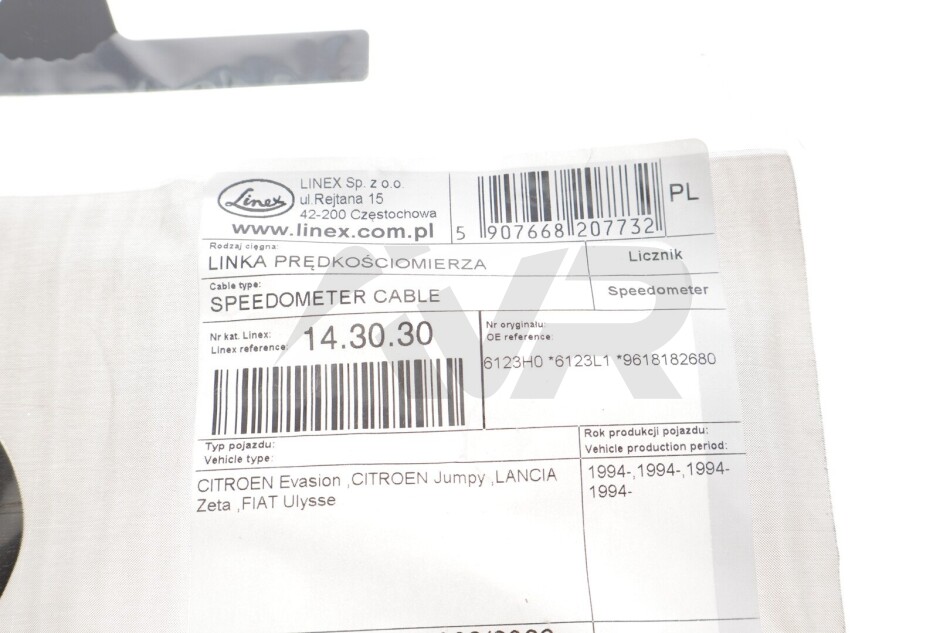 Linex
LINEX Sp. z o.o.
ul.Rejtana 15
42-200 Częstochowa
www.linex.com.pl
5 907668 207732
PL
Rodzaj cięgna:
LINKA PRĘDKOŚCIOMIERZA
Licznik
Cable type:
SPEEDOMETER CABLE
Speedometer
Nr kat. Linex:
Linex reference:
14.30.30
Nr oryginału:
OE reference:
6123H0 *6123L1 *9618182680
Typ pojazdu:
Vehicle type:
Rok produkcji pojazdu:
Vehicle production period:
CITROEN Evasion ,CITROEN Jumpy ,LANCIA
Zeta ,FIAT Ulysse
1994-,1994-,1994-
1994-